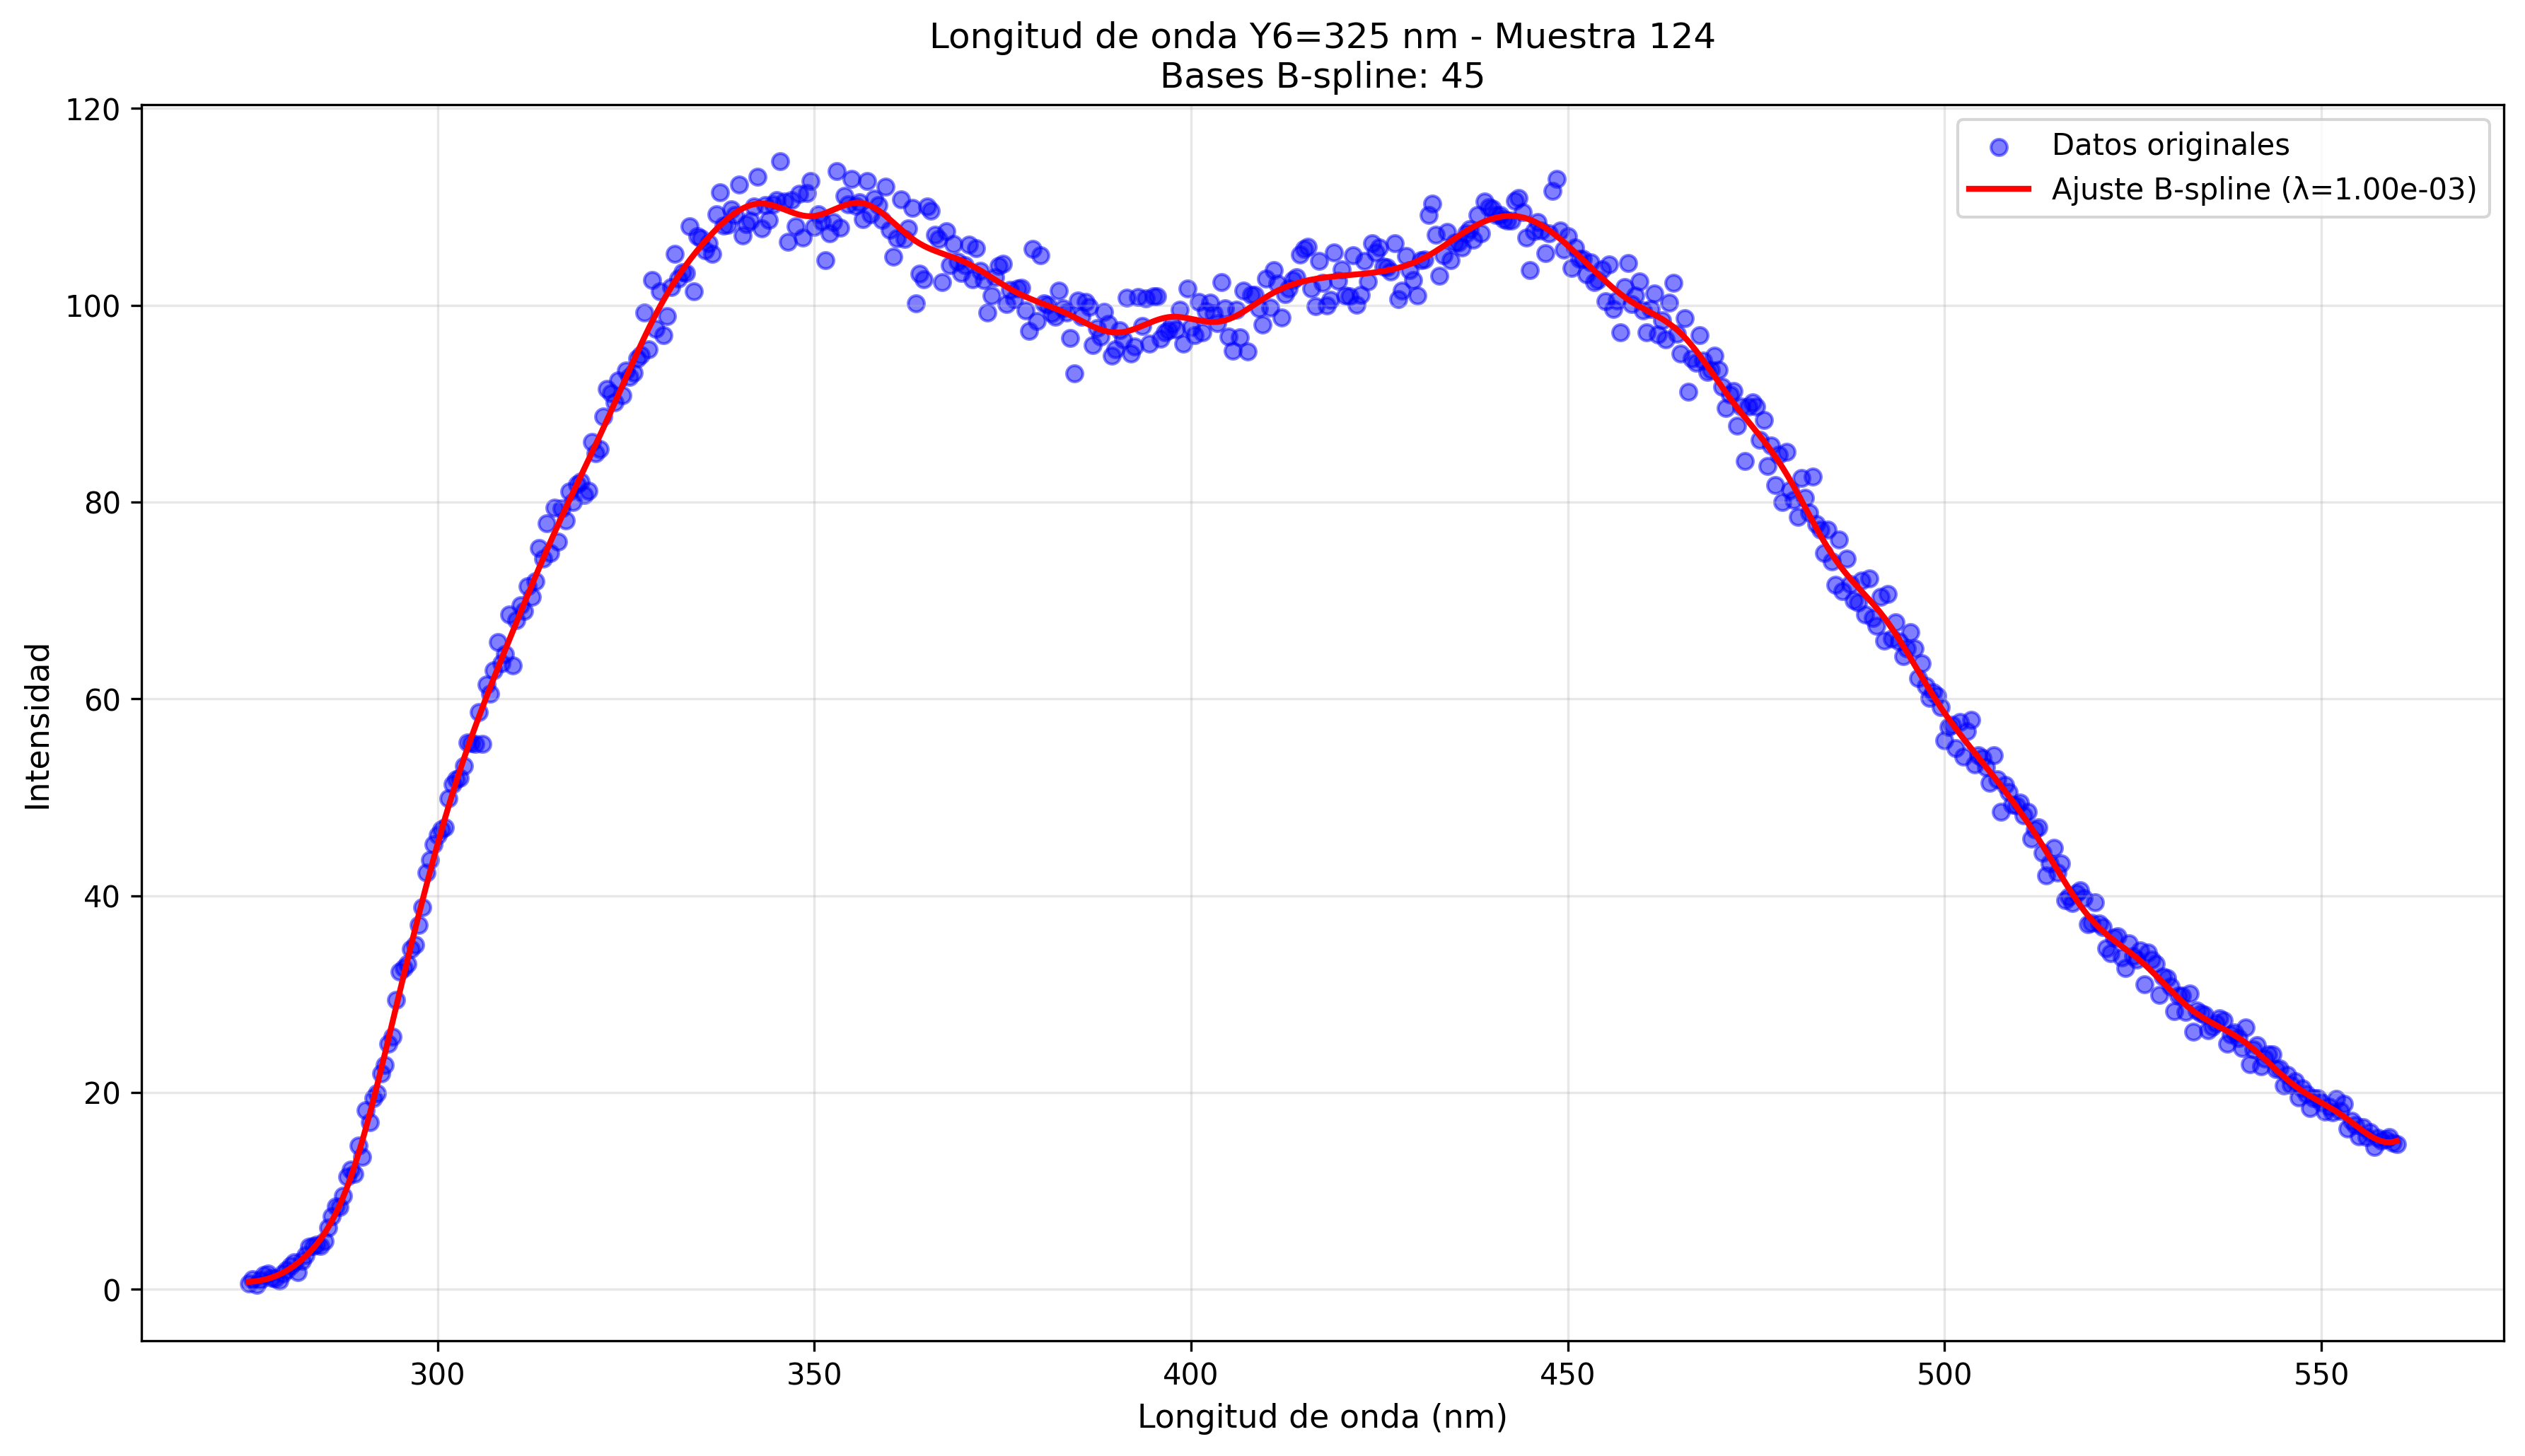 Longitud de onda Y6=325 nm - Muestra 124
Bases B-spline: 45
Datos originales
Ajuste B-spline (λ=1.00e-03)
Intensidad
120
100
80
60
40
20
0
300
350
400
450
500
550
Longitud de onda (nm)